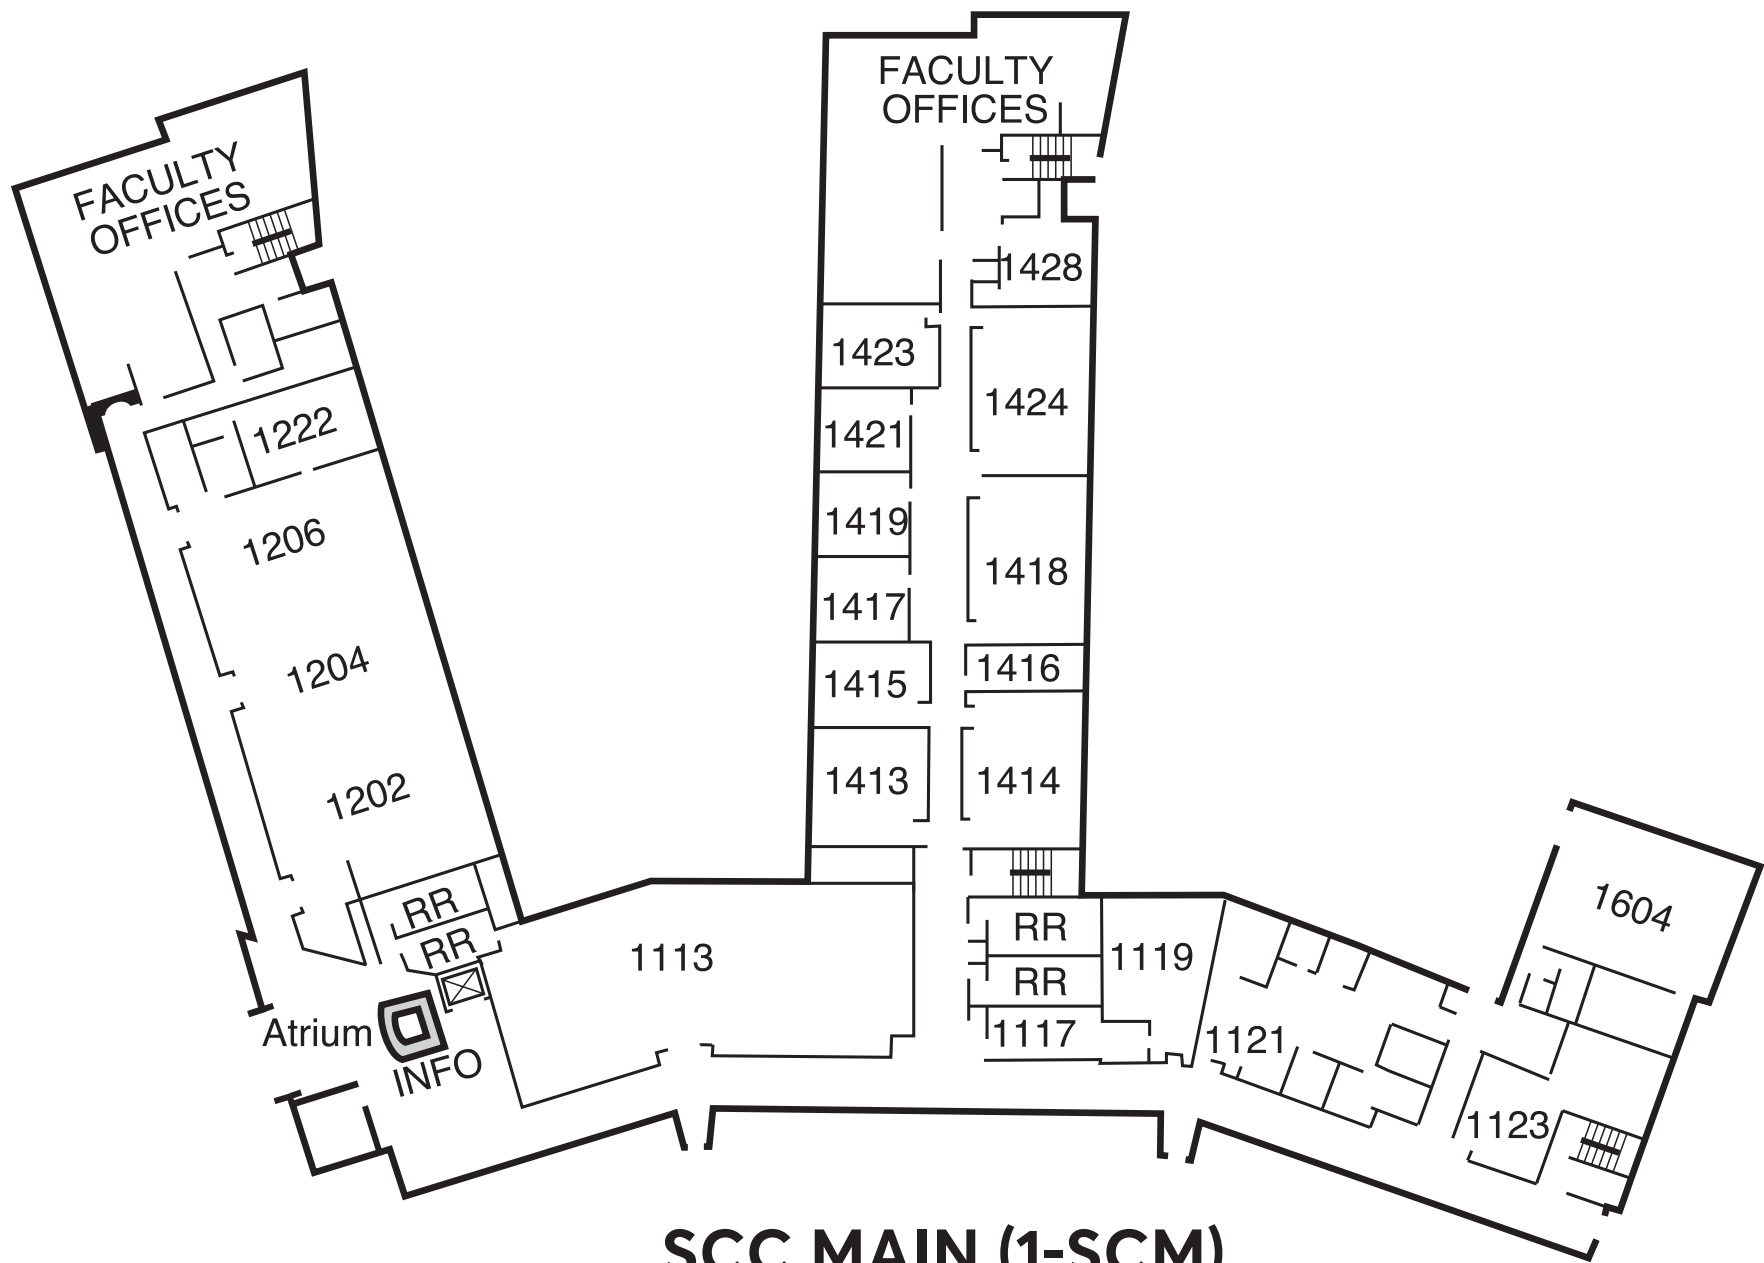 FACULTY
OFFICES
FACULTY
OFFICES
1428
1423
1424
1222
1421
1206
1419
1418
1417
1204
1416
1415
1202
1413
1414
1604
RR
RR
1113
RR
1119
RR
Atrium
INFO
1117
1121
1123
SCC MAIN (1-SCM)